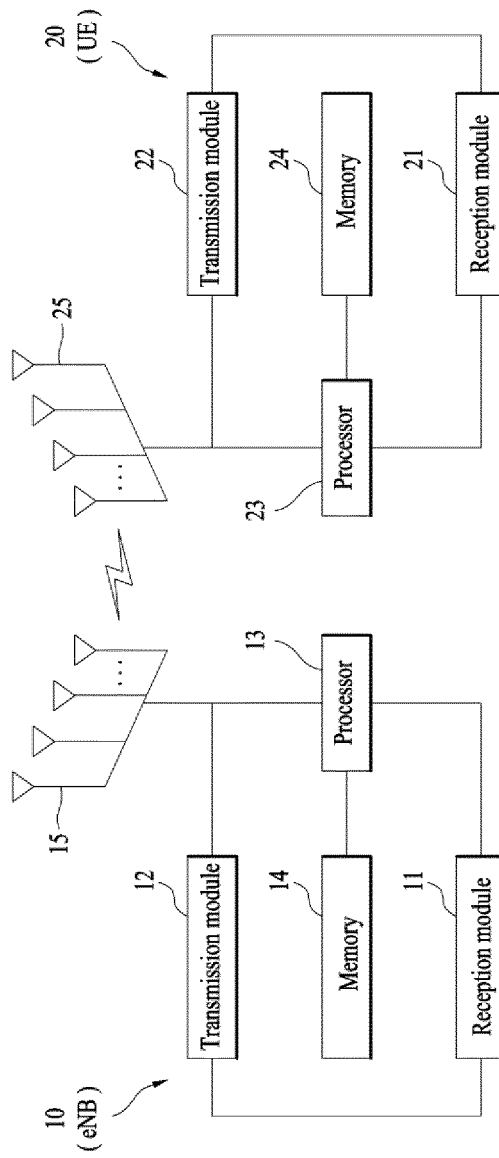 10
( eNB )
15
12
Transmission module
14
Memory
13
Processor
11
Reception module
. . .
20
( UE )
25
22
Transmission module
24
Memory
23
Processor
21
Reception module
. . .